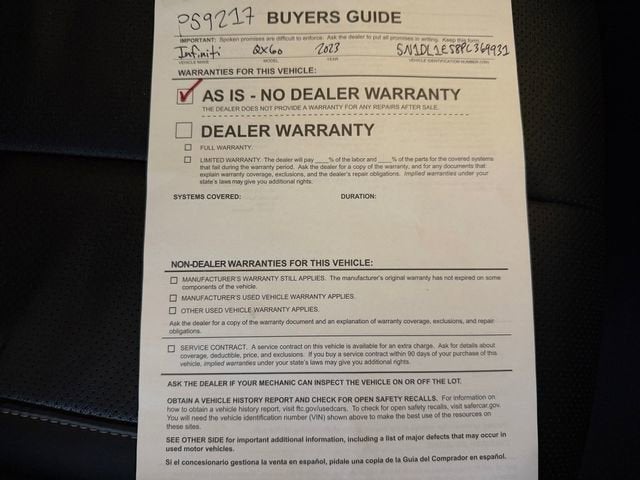 PS9217 BUYERS GUIDE
IMPORTANT: Spoken promises are difficult to enforce. Ask the dealer to put all promises in writing. Keep this form.
Infiniti QX60 2023 5N1DL1ES8PC369931
VEHICLE MAKE MODEL YEAR VEHICLE IDENTIFICATION NUMBER (VIN)
WARRANTIES FOR THIS VEHICLE:
AS IS - NO DEALER WARRANTY
THE DEALER DOES NOT PROVIDE A WARRANTY FOR ANY REPAIRS AFTER SALE.
DEALER WARRANTY
FULL WARRANTY.
LIMITED WARRANTY. The dealer will pay ____% of the labor and ____% of the parts for the covered systems
that fail during the warranty period. Ask the dealer for a copy of the warranty, and for any documents that
explain warranty coverage, exclusions, and the dealer's repair obligations. Implied warranties under your
state's laws may give you additional rights.
SYSTEMS COVERED: DURATION:
NON-DEALER WARRANTIES FOR THIS VEHICLE:
MANUFACTURER'S WARRANTY STILL APPLIES. The manufacturer's original warranty has not expired on some
components of the vehicle.
MANUFACTURER'S USED VEHICLE WARRANTY APPLIES.
OTHER USED VEHICLE WARRANTY APPLIES.
Ask the dealer for a copy of the warranty document and an explanation of warranty coverage, exclusions, and repair
obligations.
SERVICE CONTRACT. A service contract on this vehicle is available for an extra charge. Ask for details about
coverage, deductible, price, and exclusions. If you buy a service contract within 90 days of your purchase of this
vehicle, implied warranties under your state's laws may give you additional rights.
ASK THE DEALER IF YOUR MECHANIC CAN INSPECT THE VEHICLE ON OR OFF THE LOT.
OBTAIN A VEHICLE HISTORY REPORT AND CHECK FOR OPEN SAFETY RECALLS. For information on
how to obtain a vehicle history report, visit ftc.gov/usedcars. To check for open safety recalls, visit safercar.gov.
You will need the vehicle identification number (VIN) shown above to make the best use of the resources on
these sites.
SEE OTHER SIDE for important additional information, including a list of major defects that may occur in
used motor vehicles.
Si el concesionario gestiona la venta en español, pídale una copia de la Guía del Comprador en español.